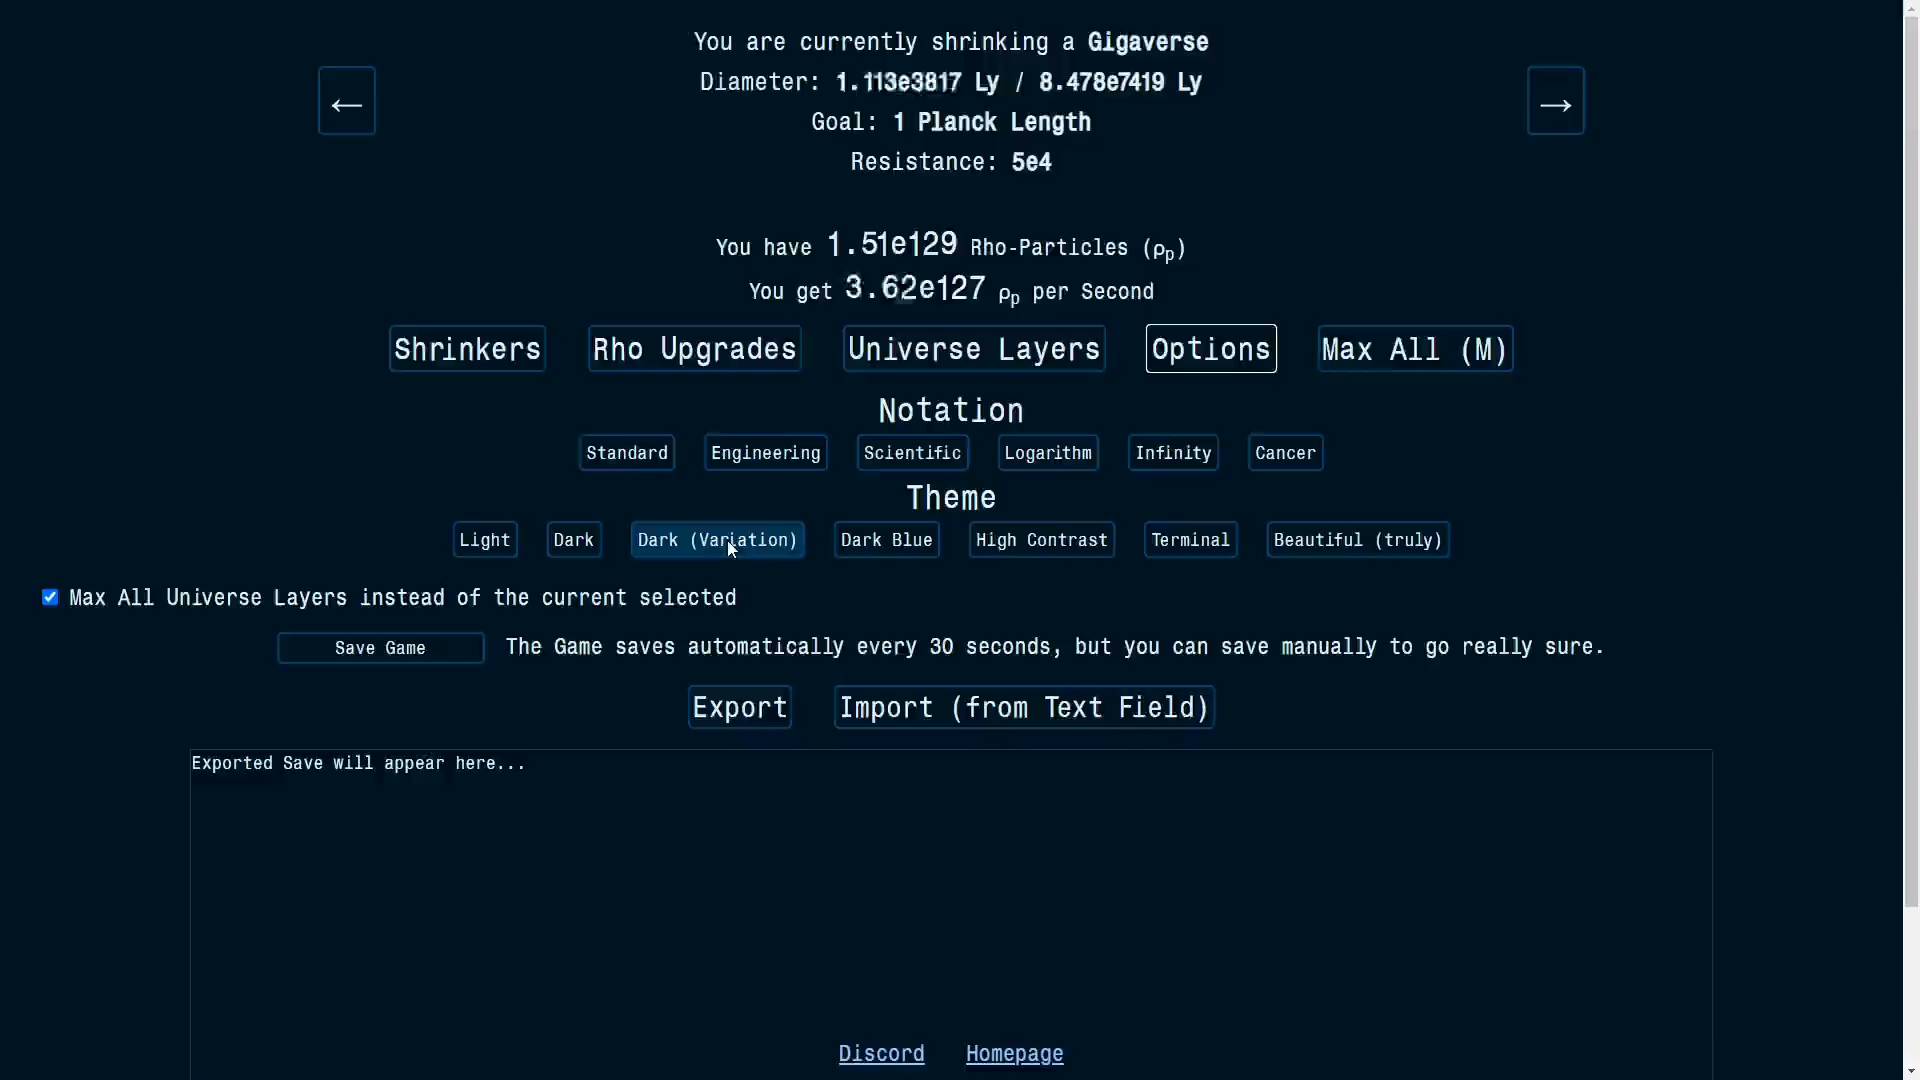 You are currently shrinking a Gigaverse
←
Diameter: 1.113e3817 Ly / 8.478e7419 Ly
→
Goal: 1 Planck Length
Resistance: 5e4
You have 1.51e129 Rho-Particles (ρp)
You get 3.62e127 ρp per Second
Shrinkers Rho Upgrades Universe Layers Options Max All (M)
Notation
Standard Engineering Scientific Logarithm Infinity Cancer
Theme
Light Dark Dark (Variation) Dark Blue High Contrast Terminal Beautiful (truly)
Max All Universe Layers instead of the current selected
Save Game The Game saves automatically every 30 seconds, but you can save manually to go really sure.
Export Import (from Text Field)
Exported Save will appear here...
Discord Homepage